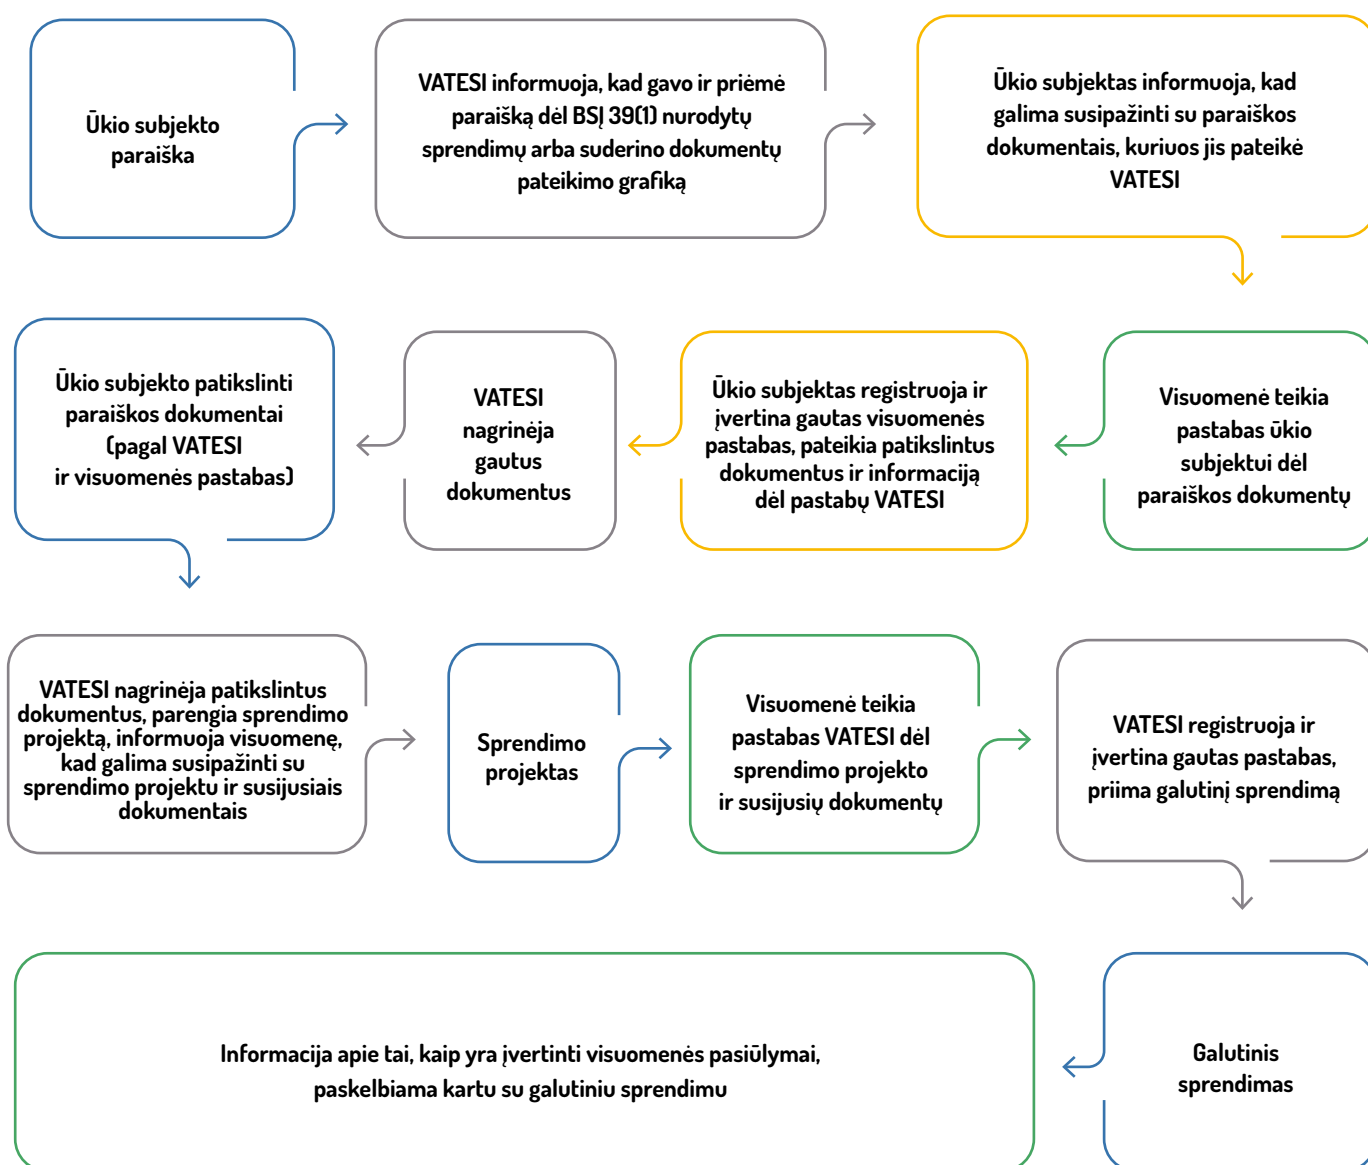 Ūkio subjekto
paraiška
VATESI informuoja, kad gavo ir priėmė
paraišką dėl BSĮ 39(1) nurodytų
sprendimų arba suderino dokumentų
pateikimo grafiką
Ūkio subjektas informuoja, kad
galima susipažinti su paraiškos
dokumentais, kuriuos jis pateikė
VATESI
Visuomenė teikia
pastabas ūkio
subjektui dėl
paraiškos dokumentų
Ūkio subjektas registruoja ir
įvertina gautas visuomenės
pastabas, pateikia patikslintus
dokumentus ir informaciją
dėl pastabų VATESI
VATESI
nagrinėja
gautus
dokumentus
Ūkio subjekto patikslinti
paraiškos dokumentai
(pagal VATESI
ir visuomenės pastabas)
VATESI nagrinėja patikslintus
dokumentus, parengia sprendimo
projektą, informuoja visuomenę,
kad galima susipažinti su
sprendimo projektu ir susijusiais
dokumentais
Sprendimo
projektas
Visuomenė teikia
pastabas VATESI dėl
sprendimo projekto
ir susijusių dokumentų
VATESI registruoja ir
įvertina gautas pastabas,
priima galutinį sprendimą
Galutinis
sprendimas
Informacija apie tai, kaip yra įvertinti visuomenės pasiūlymai,
paskelbiama kartu su galutiniu sprendimu